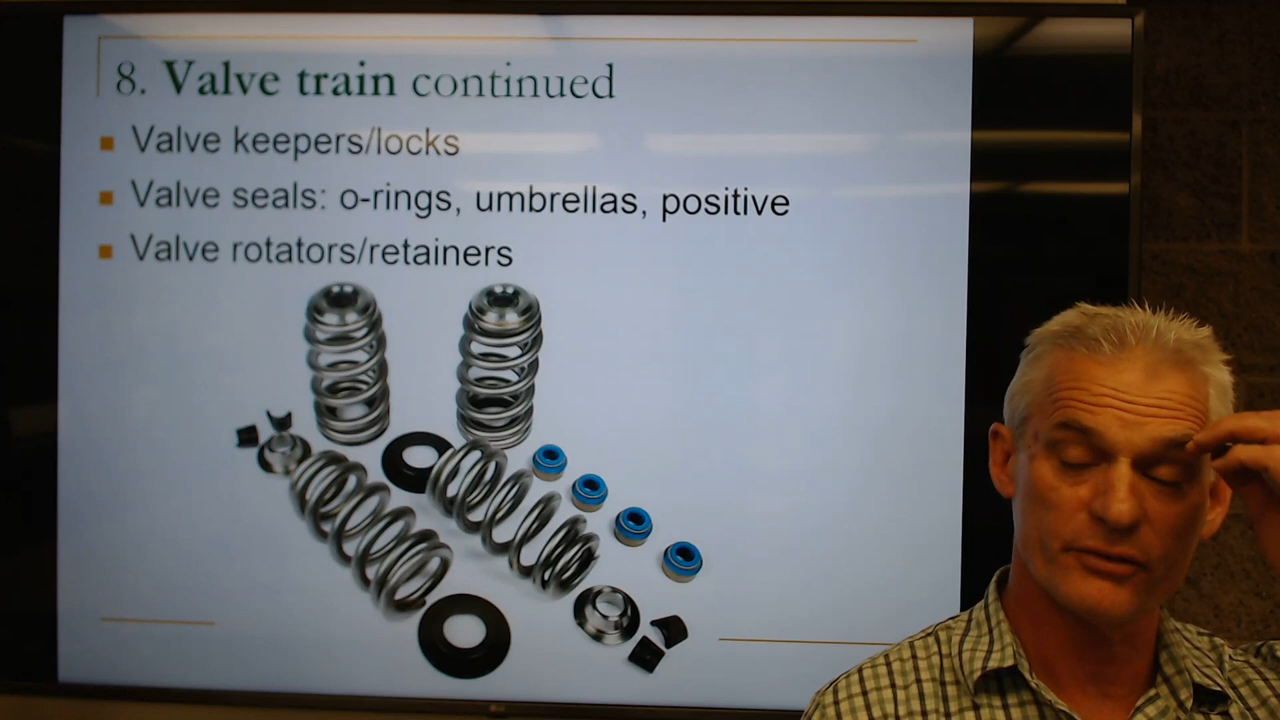 8. Valve train continued
Valve keepers/locks
Valve seals: o-rings, umbrellas, positive
Valve rotators/retainers